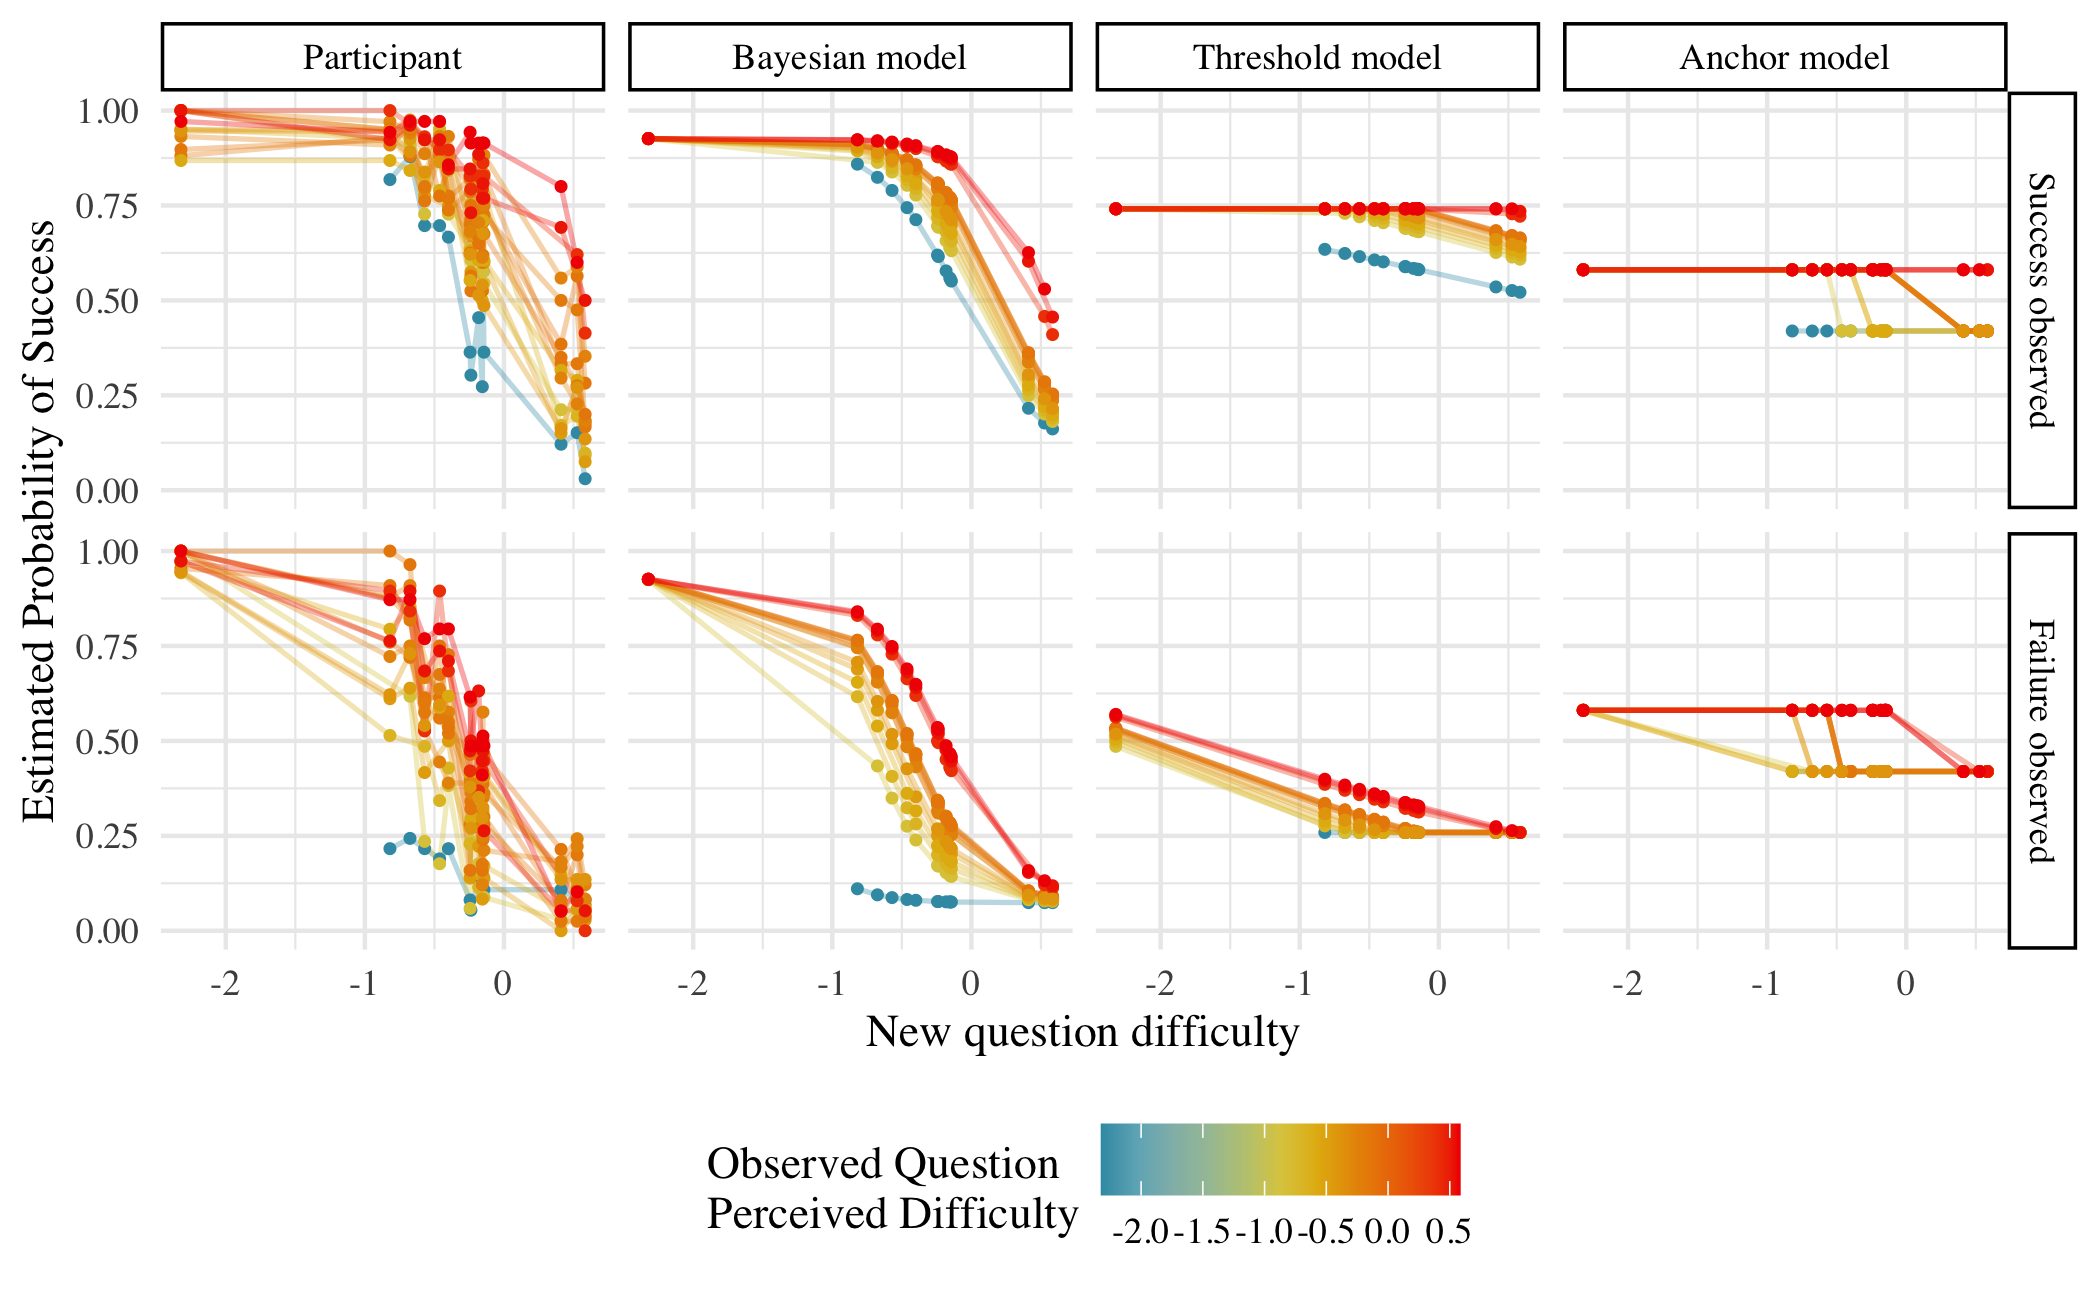 Participant
Bayesian model
Threshold model
Anchor model
Estimated Probability of Success
1.00
0.75
0.50
0.25
0.00
Success observed
1.00
0.75
0.50
0.25
0.00
Failure observed
-2 -1 0
-2 -1 0
-2 -1 0
-2 -1 0
New question difficulty
Observed Question
Perceived Difficulty
-2.0 -1.5 -1.0 -0.5 0.0 0.5